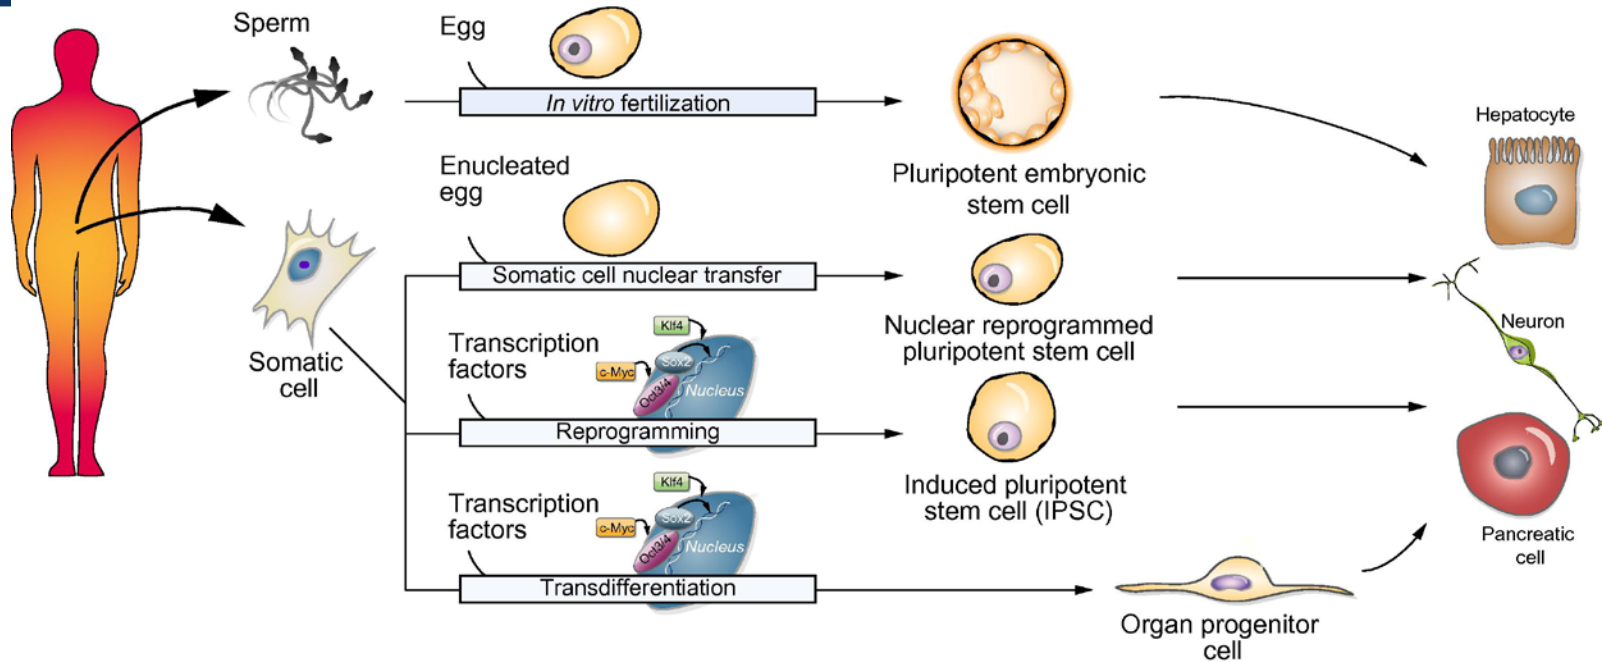 Sperm
Egg
In vitro fertilization
Pluripotent embryonic
stem cell
Hepatocyte
Enucleated
egg
Somatic cell nuclear transfer
Nuclear reprogrammed
pluripotent stem cell
Neuron
Somatic
cell
Transcription
factors
Klf4
c-Myc
Sox2
Oct3/4
Nucleus
Reprogramming
Induced pluripotent
stem cell (IPSC)
Pancreatic
cell
Transcription
factors
Klf4
c-Myc
Sox2
Oct3/4
Nucleus
Transdifferentiation
Organ progenitor
cell